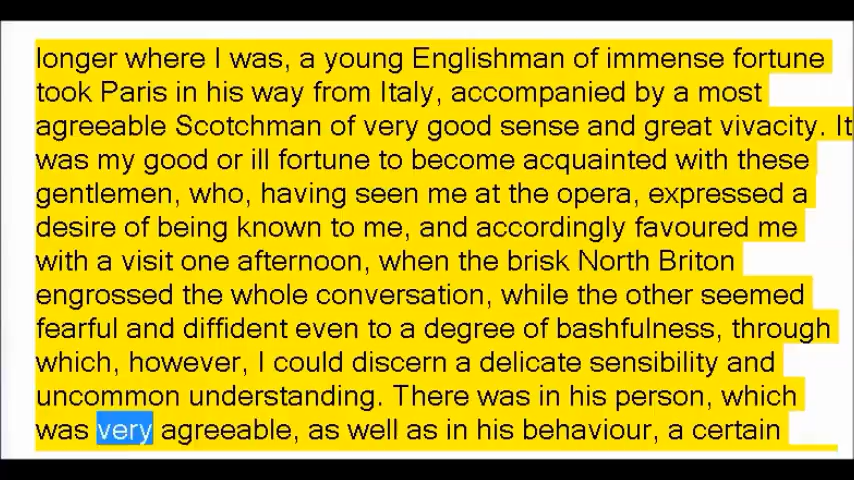 longer where I was, a young Englishman of immense fortune
took Paris in his way from Italy, accompanied by a most
agreeable Scotchman of very good sense and great vivacity. It
was my good or ill fortune to become acquainted with these
gentlemen, who, having seen me at the opera, expressed a
desire of being known to me, and accordingly favoured me
with a visit one afternoon, when the brisk North Briton
engrossed the whole conversation, while the other seemed
fearful and diffident even to a degree of bashfulness, through
which, however, I could discern a delicate sensibility and
uncommon understanding. There was in his person, which
was very agreeable, as well as in his behaviour, a certain